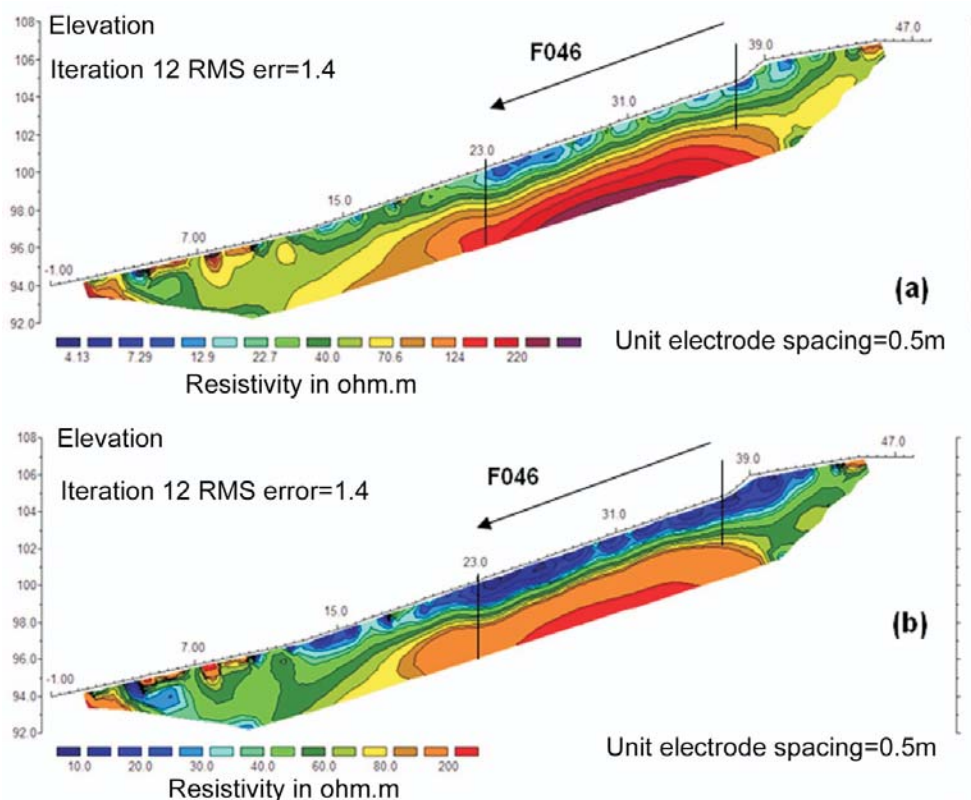 108
Elevation
47.0
106
Iteration 12 RMS err=1.4
F046
39.0
104
31.0
102
23.0
100
98.0
15.0
96.0
7.00
94.0
-1.00
92.0
(a)
4.13 7.29 12.9 22.7 40.0 70.6 124 220
Unit electrode spacing=0.5m
Resistivity in ohm.m
108
Elevation
47.0
106
Iteration 12 RMS error=1.4
F046
39.0
104
31.0
102
23.0
100
98.0
15.0
96.0
7.00
94.0
-1.00
92.0
(b)
10.0 20.0 30.0 40.0 60.0 80.0 200
Unit electrode spacing=0.5m
Resistivity in ohm.m